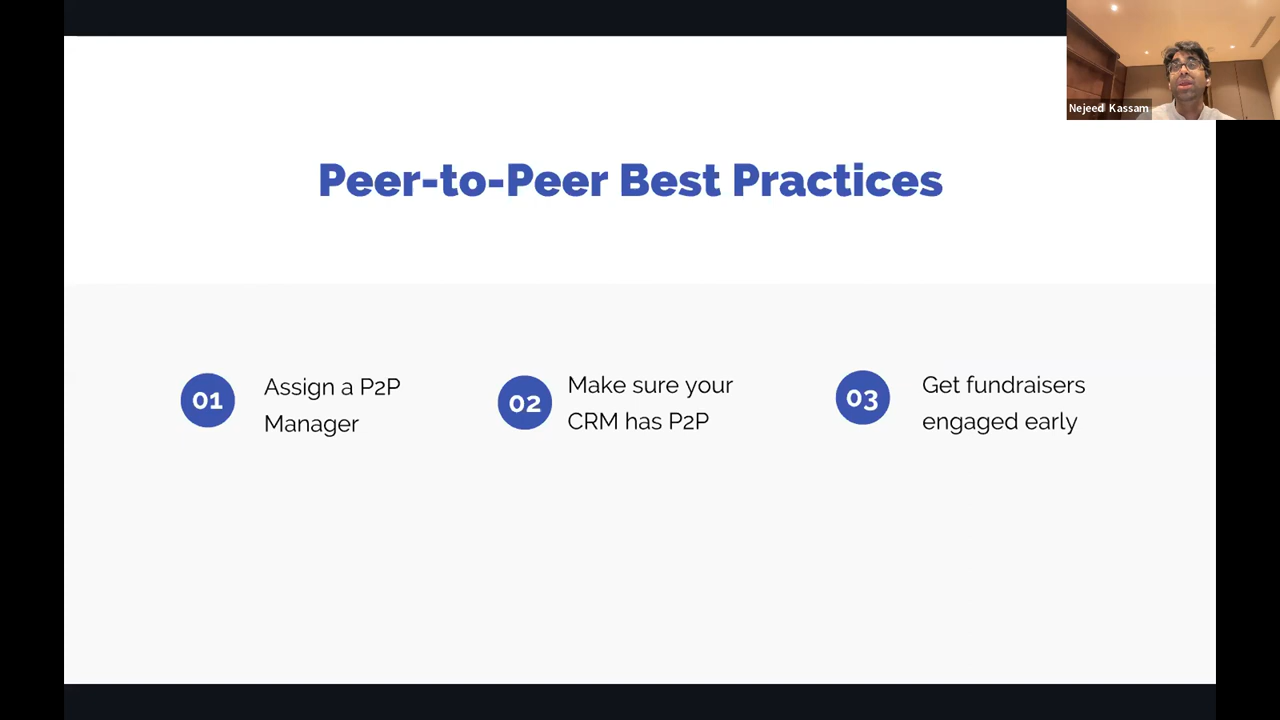 Nejeed Kassam
Peer-to-Peer Best Practices
01
Assign a P2P
Manager
02
Make sure your
CRM has P2P
03
Get fundraisers
engaged early